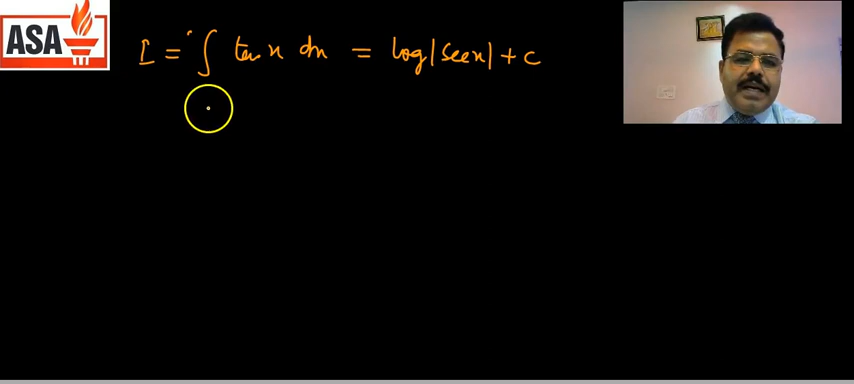 ASA
I = ∫ tan x dx = log|sec x| + c